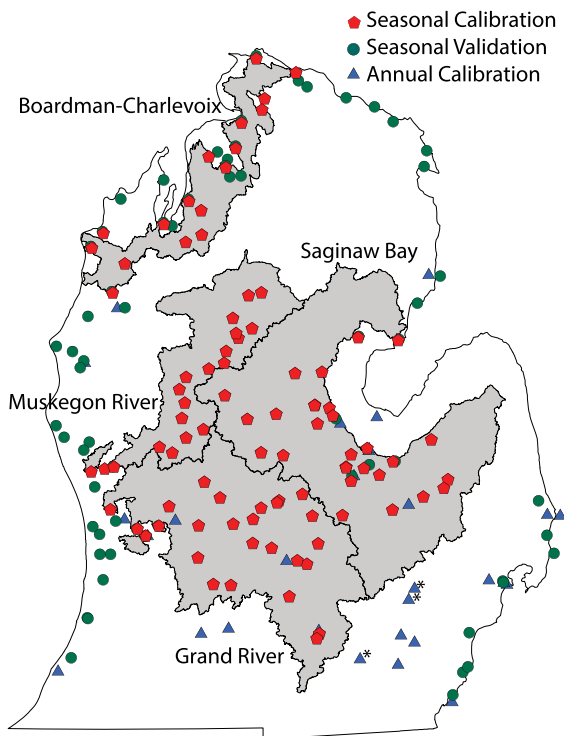 Seasonal Calibration
Seasonal Validation
Annual Calibration
Boardman-Charlevoix
Saginaw Bay
Muskegon River
*
*
Grand River
*